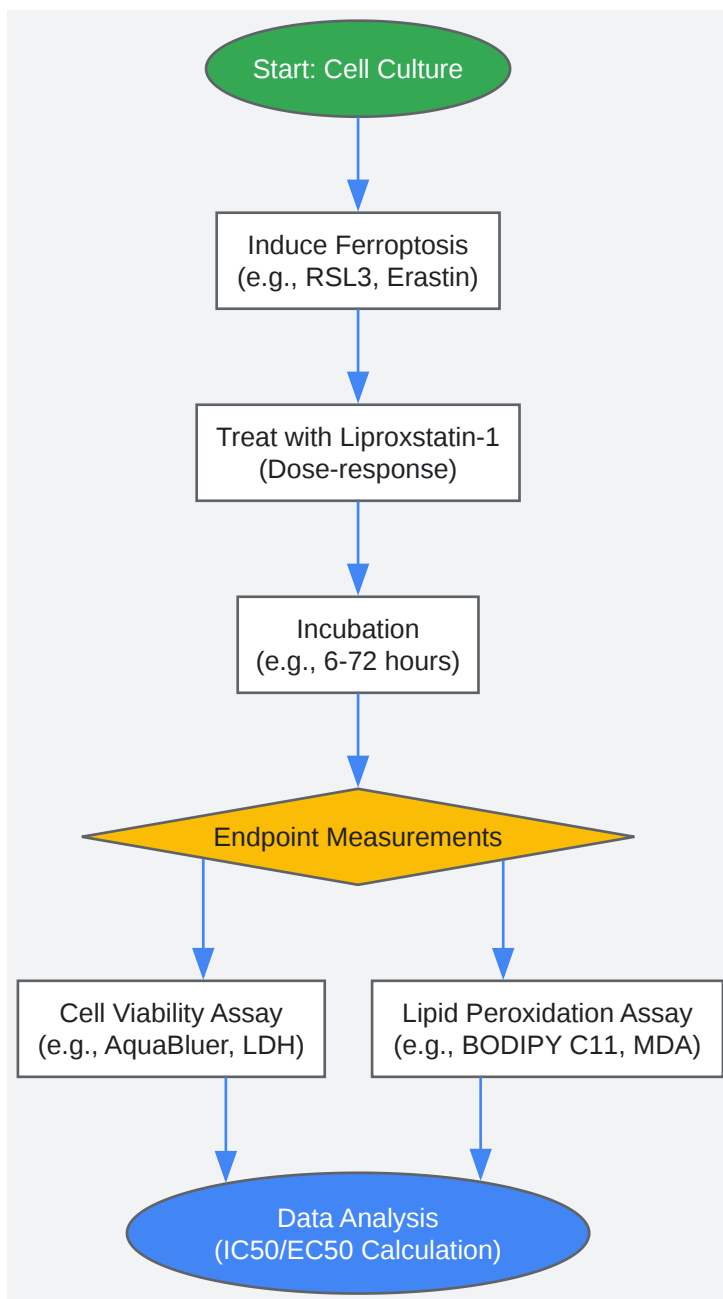 Start: Cell Culture
Induce Ferroptosis
(e.g., RSL3, Erastin)
Treat with Liproxstatin-1
(Dose-response)
Incubation
(e.g., 6-72 hours)
Endpoint Measurements
Cell Viability Assay
(e.g., AquaBluer, LDH)
Lipid Peroxidation Assay
(e.g., BODIPY C11, MDA)
Data Analysis
(IC50/EC50 Calculation)